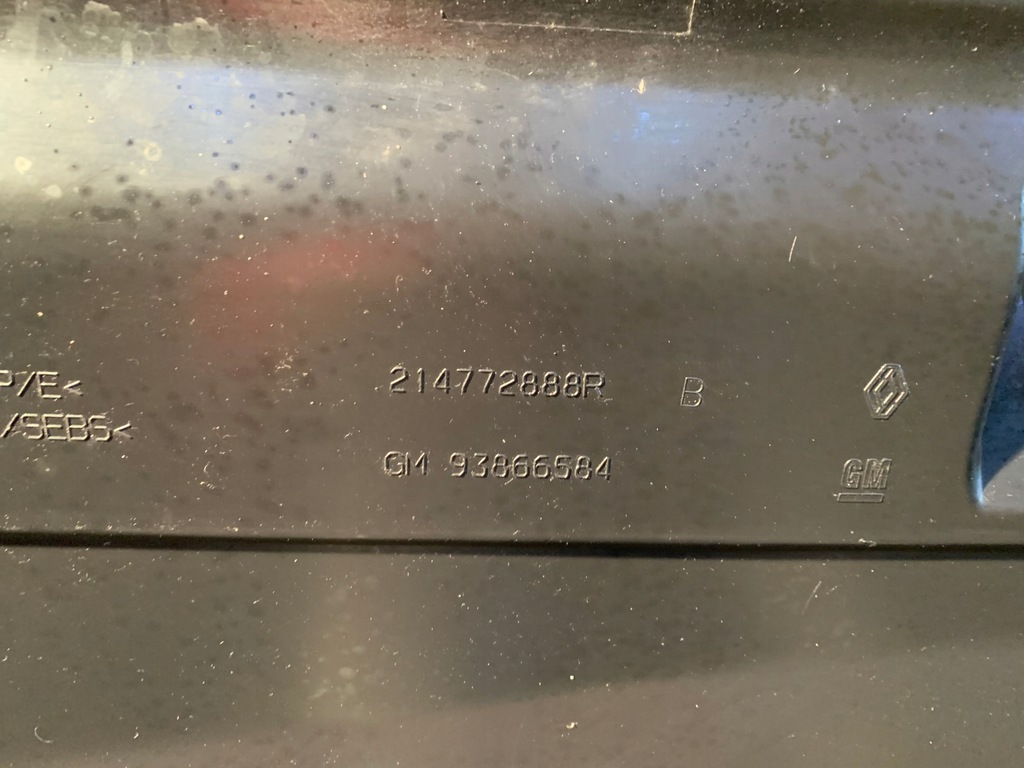 P/E<
/SEBS<
214772888R B
GM 93866584
GM